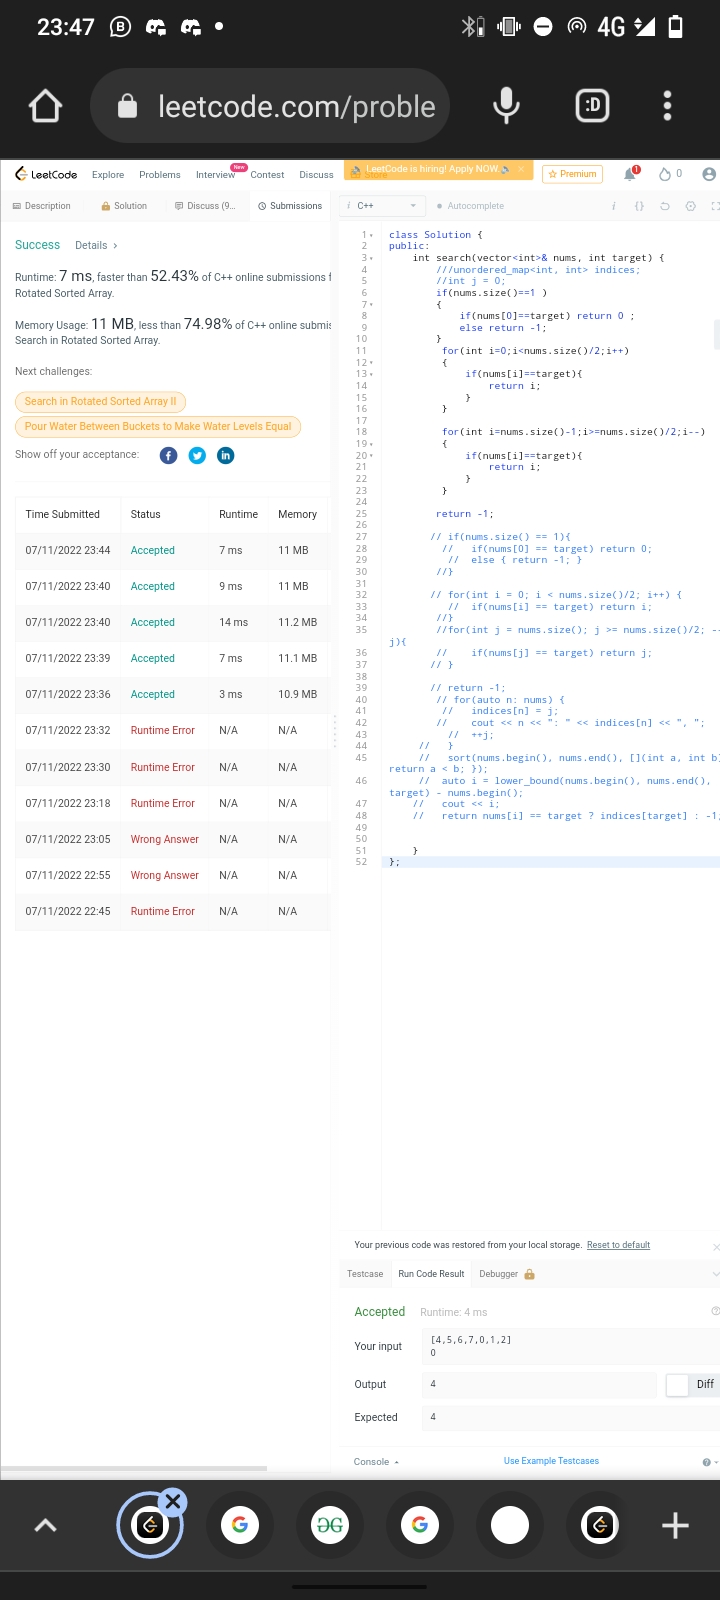 23:47
4G
leetcode.com/proble
:D
LeetCode
Explore
Problems
Interview
New
Contest
Discuss
LeetCode is hiring! Apply NOW.
Premium
1
0
Description
Solution
Discuss (9...
Submissions
i C++
Autocomplete
i {}
Success Details >
Runtime: 7 ms, faster than 52.43% of C++ online submissions f
Rotated Sorted Array.
Memory Usage: 11 MB, less than 74.98% of C++ online submis
Search in Rotated Sorted Array.
Next challenges:
Search in Rotated Sorted Array II
Pour Water Between Buckets to Make Water Levels Equal
Show off your acceptance:
Time Submitted Status Runtime Memory
07/11/2022 23:44 Accepted 7 ms 11 MB
07/11/2022 23:40 Accepted 9 ms 11 MB
07/11/2022 23:40 Accepted 14 ms 11.2 MB
07/11/2022 23:39 Accepted 7 ms 11.1 MB
07/11/2022 23:36 Accepted 3 ms 10.9 MB
07/11/2022 23:32 Runtime Error N/A N/A
07/11/2022 23:30 Runtime Error N/A N/A
07/11/2022 23:18 Runtime Error N/A N/A
07/11/2022 23:05 Wrong Answer N/A N/A
07/11/2022 22:55 Wrong Answer N/A N/A
07/11/2022 22:45 Runtime Error N/A N/A
1 class Solution {
2 public:
3 int search(vector<int>& nums, int target) {
4 ///unordered_map<int, int> indices;
5 //int j = 0;
6 if(nums.size()==1 )
7 {
8 if(nums[0]==target) return 0 ;
9 else return -1;
10 }
11 for(int i=0;i<nums.size()/2;i++)
12 {
13 if(nums[i]==target){
14 return i;
15 }
16 }
17
18 for(int i=nums.size()-1;i>=nums.size()/2;i--)
19 {
20 if(nums[i]==target){
21 return i;
22 }
23 }
24
25 return -1;
26
27 // if(nums.size() == 1){
28 // if(nums[0] == target) return 0;
29 // else { return -1; }
30 //}
31
32 // for(int i = 0; i < nums.size()/2; i++) {
33 // if(nums[i] == target) return i;
34 //}
35 //for(int j = nums.size(); j >= nums.size()/2; --
j){
36 // if(nums[j] == target) return j;
37 // }
38
39 // return -1;
40 // for(auto n: nums) {
41 // indices[n] = j;
42 // cout << n << ": " << indices[n] << ", ";
43 // ++j;
44 // }
45 // sort(nums.begin(), nums.end(), [](int a, int b)
return a < b; });
46 // auto i = lower_bound(nums.begin(), nums.end(),
target) - nums.begin();
47 // cout << i;
48 // return nums[i] == target ? indices[target] : -1;
49
50
51 }
52 };
Your previous code was restored from your local storage. Reset to default
Testcase
Run Code Result
Debugger
Accepted Runtime: 4 ms
Your input
[4,5,6,7,0,1,2]
0
Output
4
Diff
Expected
4
Console
Use Example Testcases